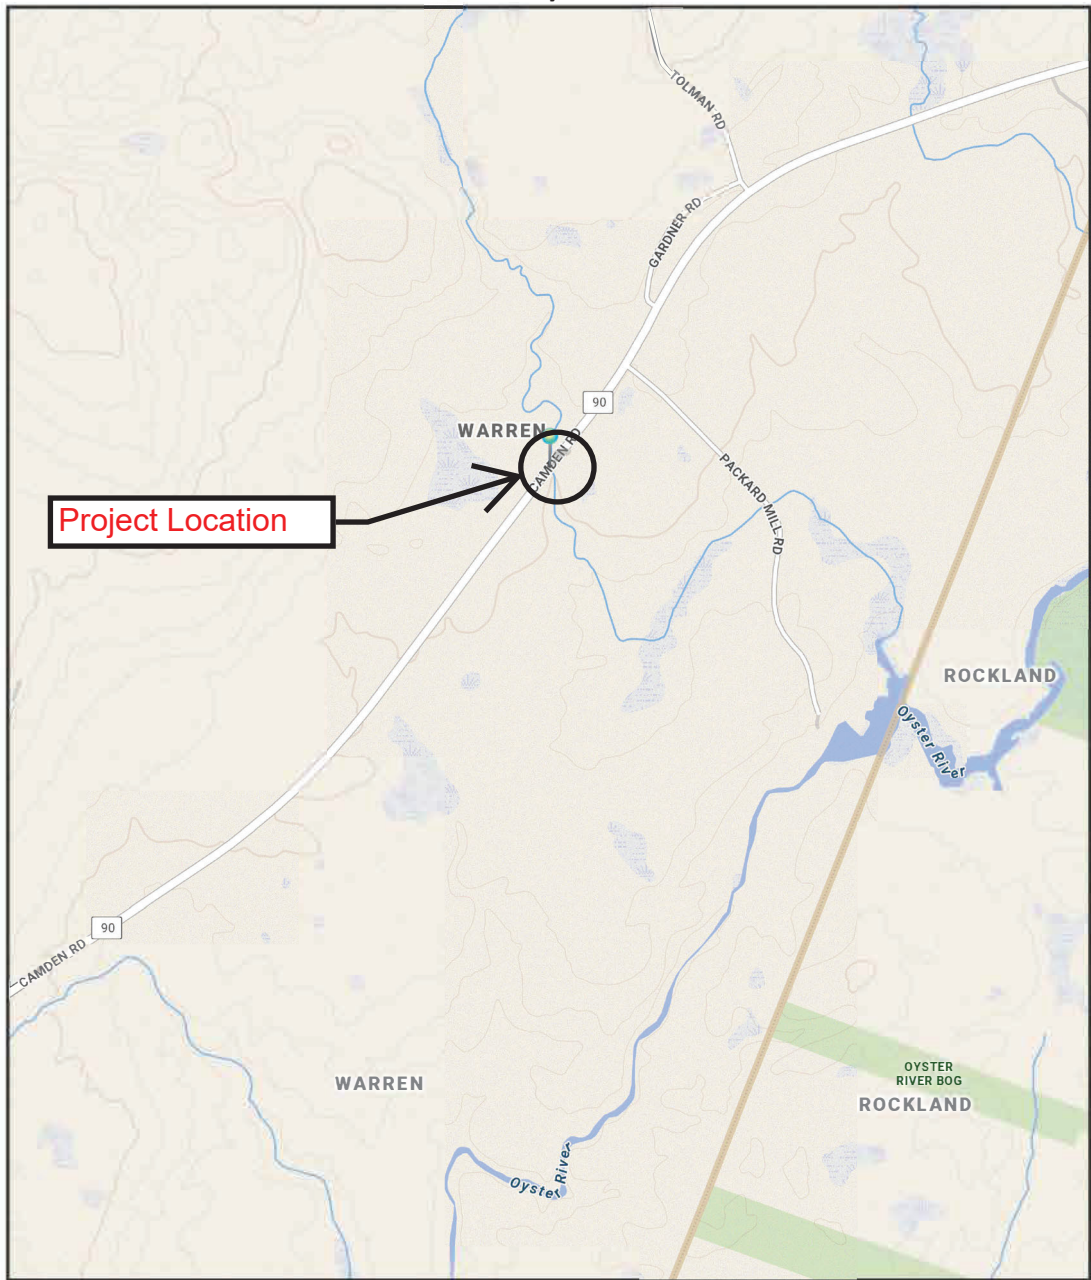 TOLMAN RD
GARDNER RD
90
WARREN
CAMDEN RD
PACKARD MILL RD
Project Location
ROCKLAND
Oyster River
90
CAMDEN RD
OYSTER
RIVER BOG
WARREN
ROCKLAND
Oyster River